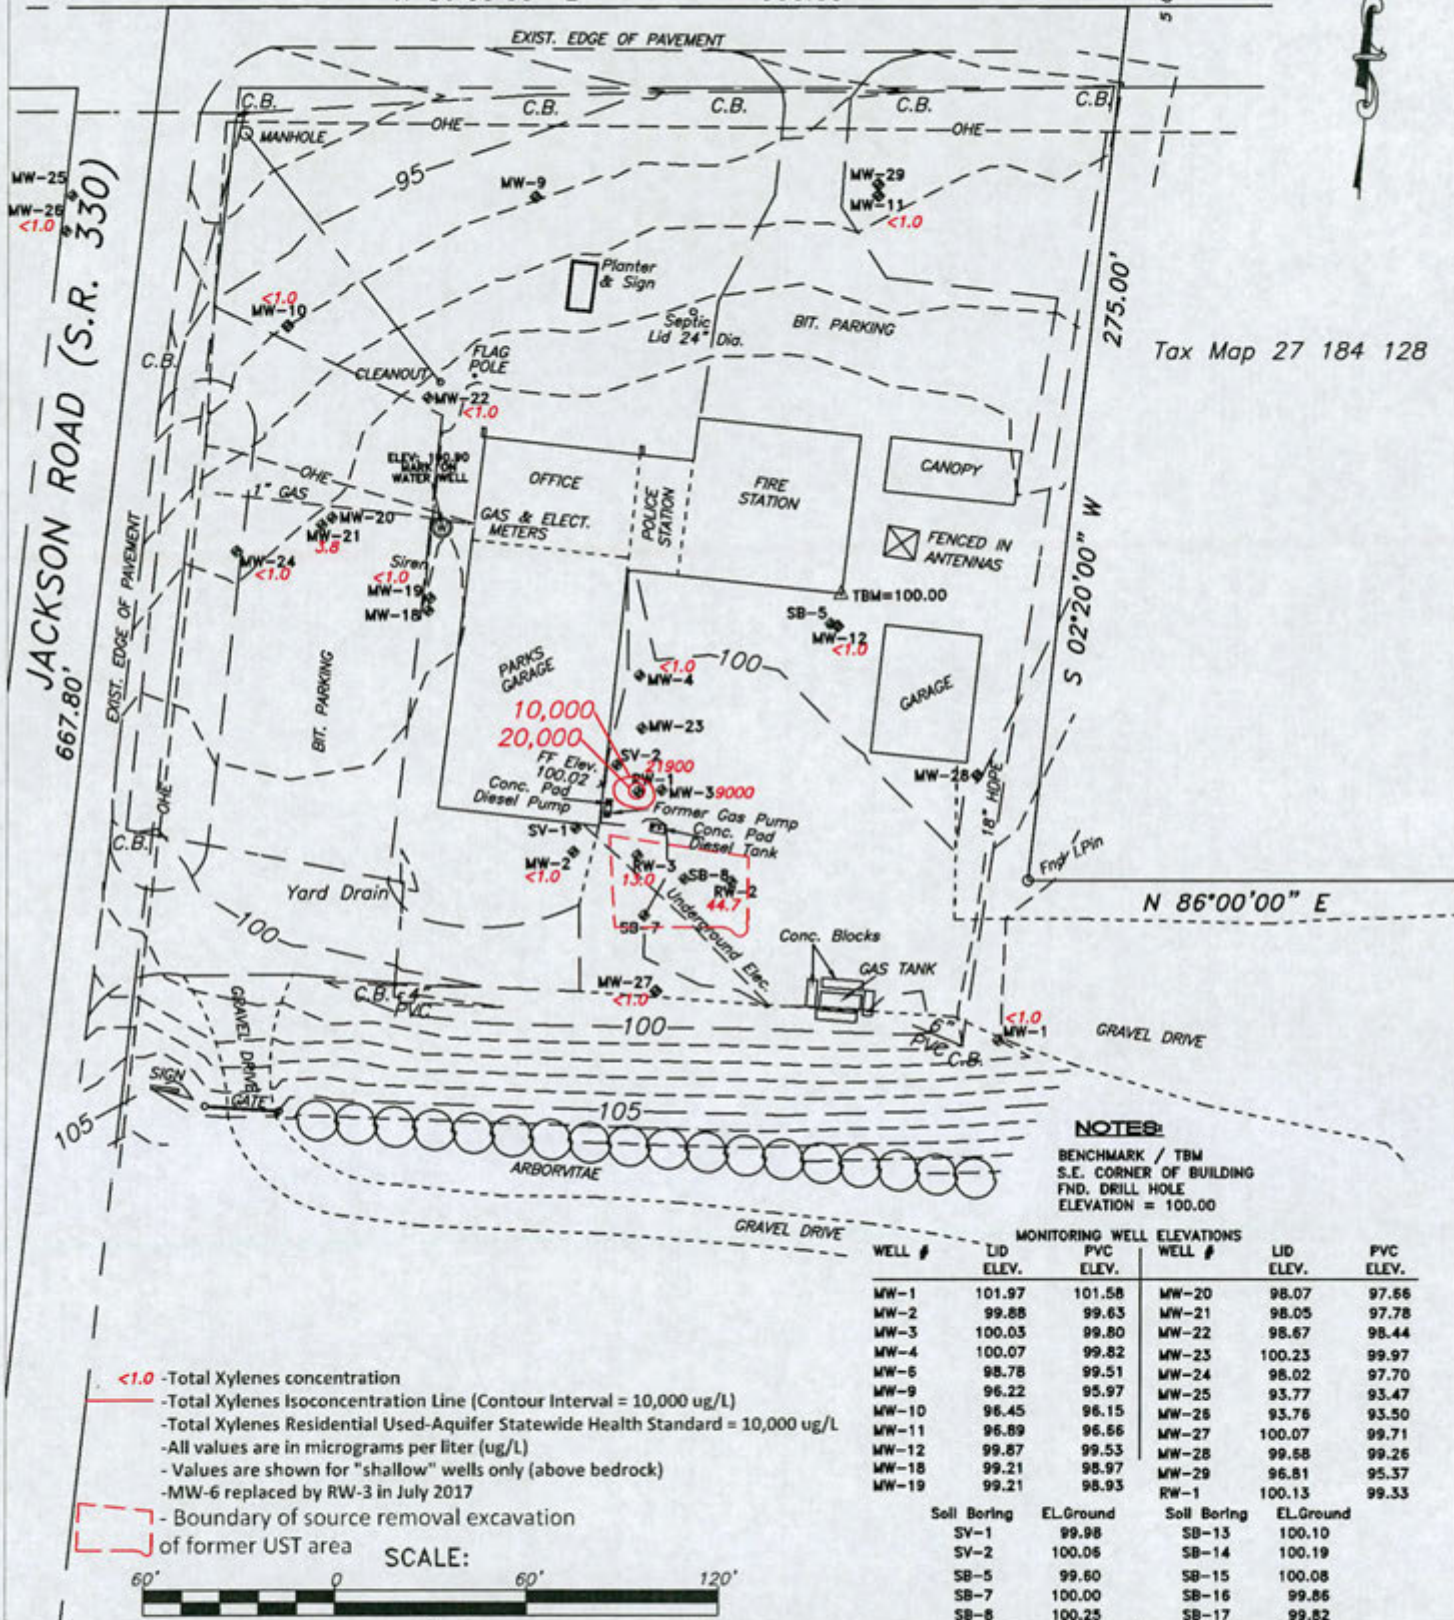 EXIST. EDGE OF PAVEMENT
C.B.
C.B.
C.B.
C.B.
C.B.
MANHOLE
OHE
OHE
MW-25
MW-26
<1.0
95
MW-9
MW-29
MW-11
<1.0
JACKSON ROAD (S.R. 330)
667.80'
Planter
& Sign
<1.0
MW-10
Septic
Lid 24" Dia.
BIT. PARKING
275.00'
Tax Map 27 184 128
C.B.
FLAG
POLE
CLEANOUT
MW-22
<1.0
ELEV: 100.90
MARK ON
WATER WELL
OHE
1" GAS
OFFICE
GAS & ELECT.
METERS
POLICE
STATION
FIRE
STATION
CANOPY
FENCED IN
ANTENNAS
S 02°20'00" W
MW-20
MW-21
3.8
MW-24
<1.0
Siren
<1.0
MW-19
MW-18
EXIST. EDGE OF PAVEMENT
TBM=100.00
SB-5
MW-12
<1.0
100
<1.0
MW-4
PARKS
GARAGE
GARAGE
BIT. PARKING
10,000
20,000
MW-23
FF Elev.
100.02
Conc. Pad
Diesel Pump
SV-2
21900
RW-1
MW-3
9000
MW-28
18" HDPE
Former Gas Pump
Conc. Pad
Diesel Tank
OHE
C.B.
SV-1
MW-2
<1.0
RW-3
13.0
SB-8
RW-2
44.7
SB-7
Underground Elec.
Fnd I.Pin
N 86°00'00" E
Yard Drain
100
Conc. Blocks
GAS TANK
MW-27
<1.0
C.B. 4"
PVC
GRAVEL DRIVE
100
6"
PVC
C.B.
<1.0
MW-1
GRAVEL DRIVE
SIGN
GATE
105
105
ARBORVITAE
GRAVEL DRIVE
NOTES:
BENCHMARK / TBM
S.E. CORNER OF BUILDING
FND. DRILL HOLE
ELEVATION = 100.00
MONITORING WELL ELEVATIONS
WELL # LID ELEV. PVC ELEV. WELL # LID ELEV. PVC ELEV.
MW-1 101.97 101.58 MW-20 98.07 97.66
MW-2 99.88 99.63 MW-21 98.05 97.78
MW-3 100.03 99.80 MW-22 98.67 98.44
MW-4 100.07 99.82 MW-23 100.23 99.97
MW-6 98.78 99.51 MW-24 98.02 97.70
MW-9 96.22 95.97 MW-25 93.77 93.47
MW-10 96.45 96.15 MW-26 93.76 93.50
MW-11 96.89 96.56 MW-27 100.07 99.71
MW-12 99.87 99.53 MW-28 99.68 99.26
MW-18 99.21 98.97 MW-29 96.81 95.37
MW-19 99.21 98.93 RW-1 100.13 99.33
Soil Boring EL.Ground Soil Boring EL.Ground
SV-1 99.98 SB-13 100.10
SV-2 100.06 SB-14 100.19
SB-5 99.60 SB-15 100.08
SB-7 100.00 SB-16 99.86
SB-8 100.25 SB-17 99.82
<1.0 -Total Xylenes concentration
-Total Xylenes Isoconcentration Line (Contour Interval = 10,000 ug/L)
-Total Xylenes Residential Used-Aquifer Statewide Health Standard = 10,000 ug/L
-All values are in micrograms per liter (ug/L)
- Values are shown for "shallow" wells only (above bedrock)
-MW-6 replaced by RW-3 in July 2017
- Boundary of source removal excavation
of former UST area
SCALE:
60' 0 60' 120'